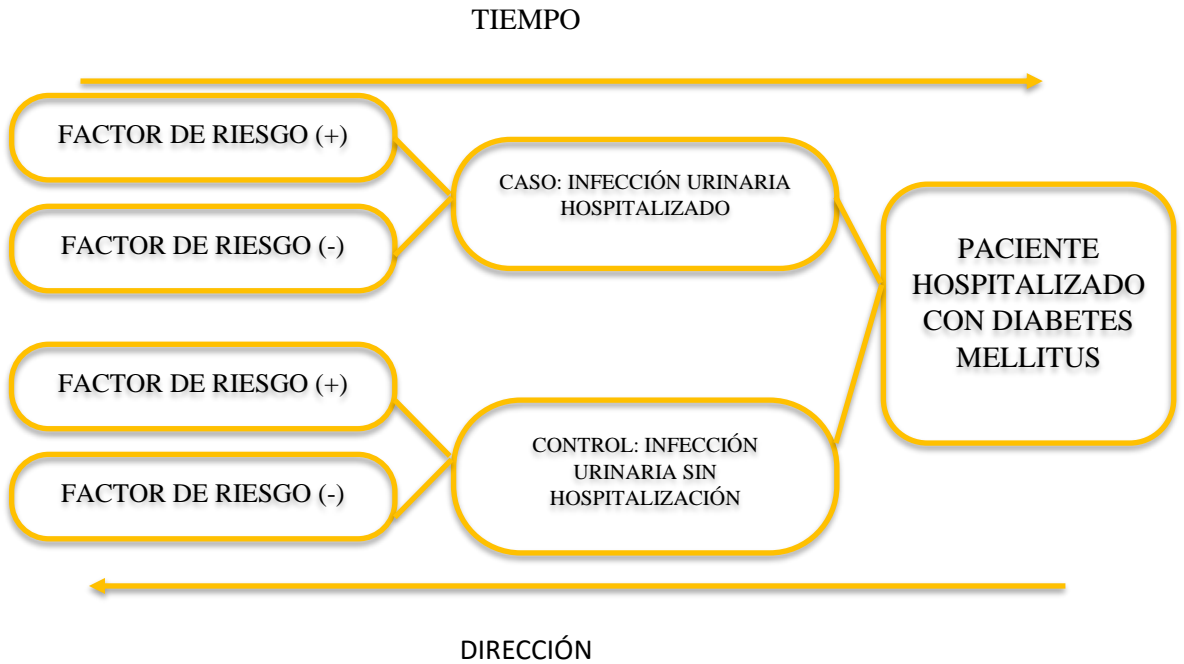 TIEMPO
FACTOR DE RIESGO (+)
FACTOR DE RIESGO (-)
FACTOR DE RIESGO (+)
FACTOR DE RIESGO (-)
CASO: INFECCIÓN URINARIA
HOSPITALIZADO
CONTROL: INFECCIÓN
URINARIA SIN
HOSPITALIZACIÓN
PACIENTE
HOSPITALIZADO
CON DIABETES
MELLITUS
DIRECCIÓN